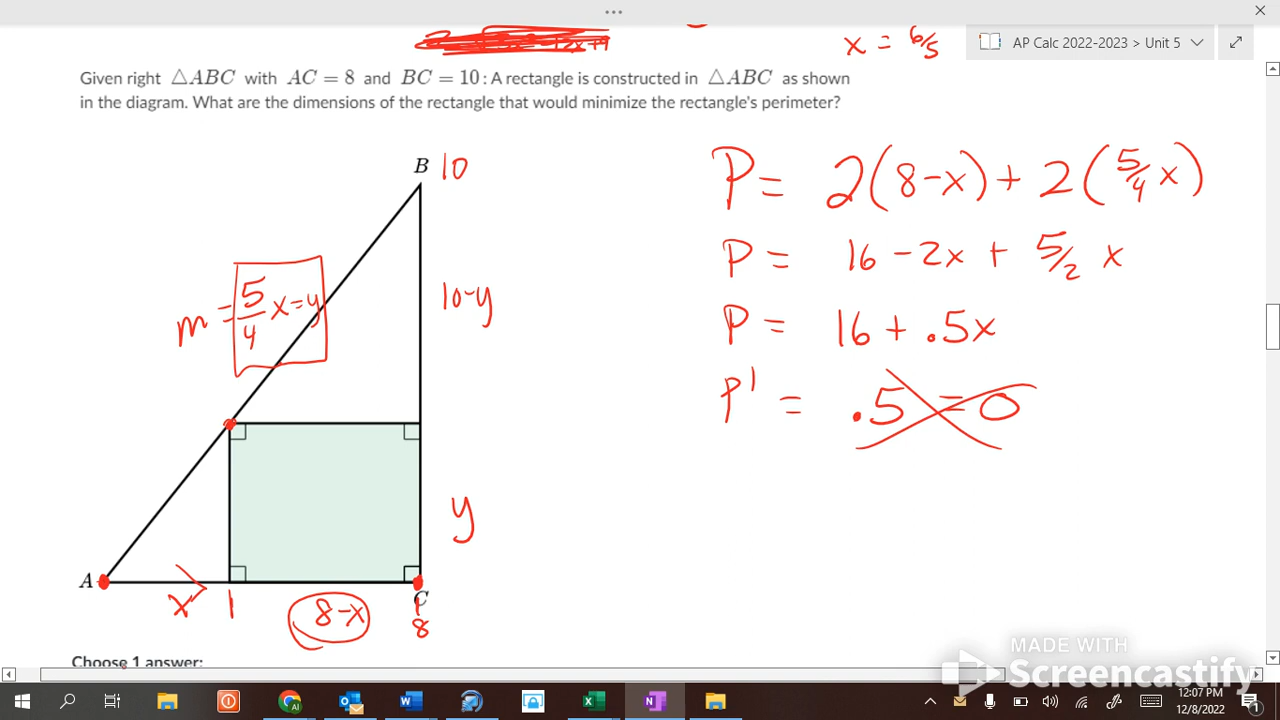 x = 6/5
AP Calc 2022-2023 - Unit 5
Given right △ABC with AC = 8 and BC = 10: A rectangle is constructed in △ABC as shown
in the diagram. What are the dimensions of the rectangle that would minimize the rectangle's perimeter?
B 10
m = 5/4 x = y
10-y
y
A
x
1
8-x
C
8
P = 2(8-x) + 2(5/4 x)
P = 16 - 2x + 5/2 x
P = 16 + .5x
P' = .5 = 0
Choose 1 answer:
MADE WITH
Screencastify
12:07 PM
12/8/2022